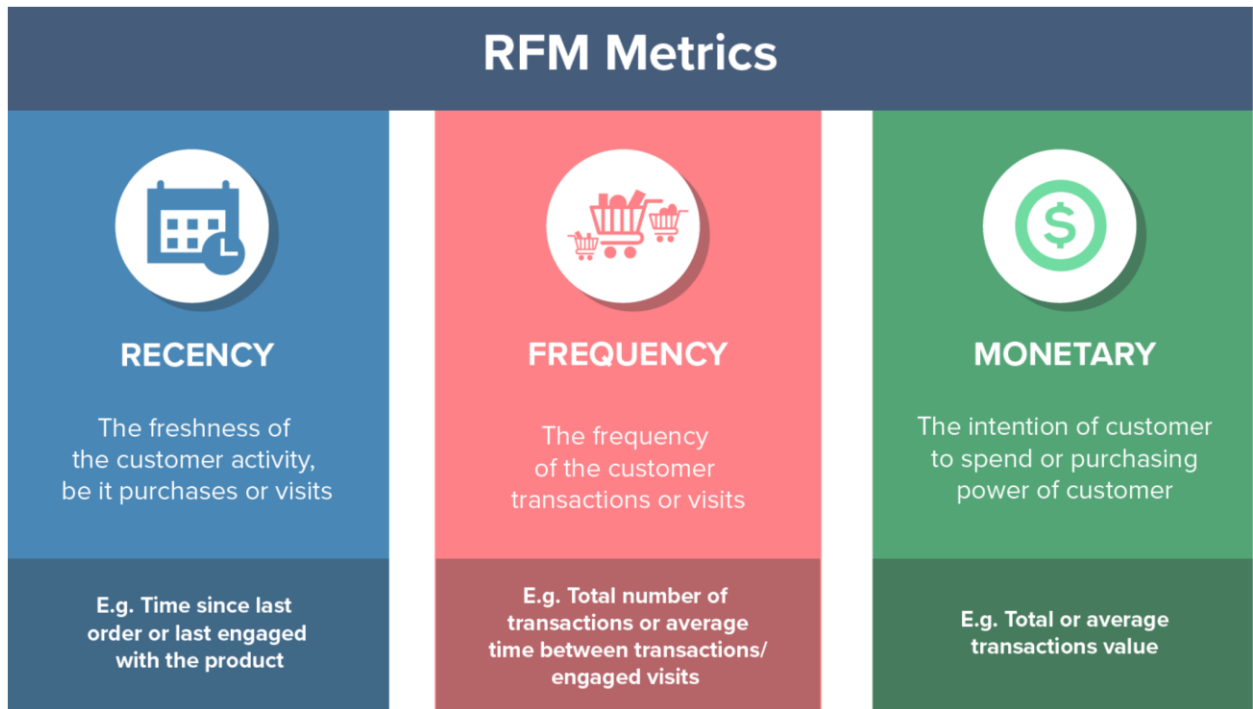 RFM Metrics
RECENCY
The freshness of
the customer activity,
be it purchases or visits
E.g. Time since last
order or last engaged
with the product
FREQUENCY
The frequency
of the customer
transactions or visits
E.g. Total number of
transactions or average
time between transactions/
engaged visits
MONETARY
The intention of customer
to spend or purchasing
power of customer
E.g. Total or average
transactions value